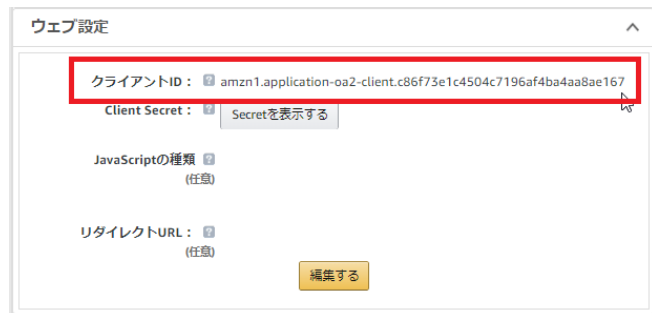 ウェブ設定
クライアントID： ? amzn1.application-oa2-client.c86f73e1c4504c7196af4ba4aa8ae167
Client Secret： ? Secretを表示する
JavaScriptの種類 ?
(任意)
リダイレクトURL： ?
(任意)
編集する